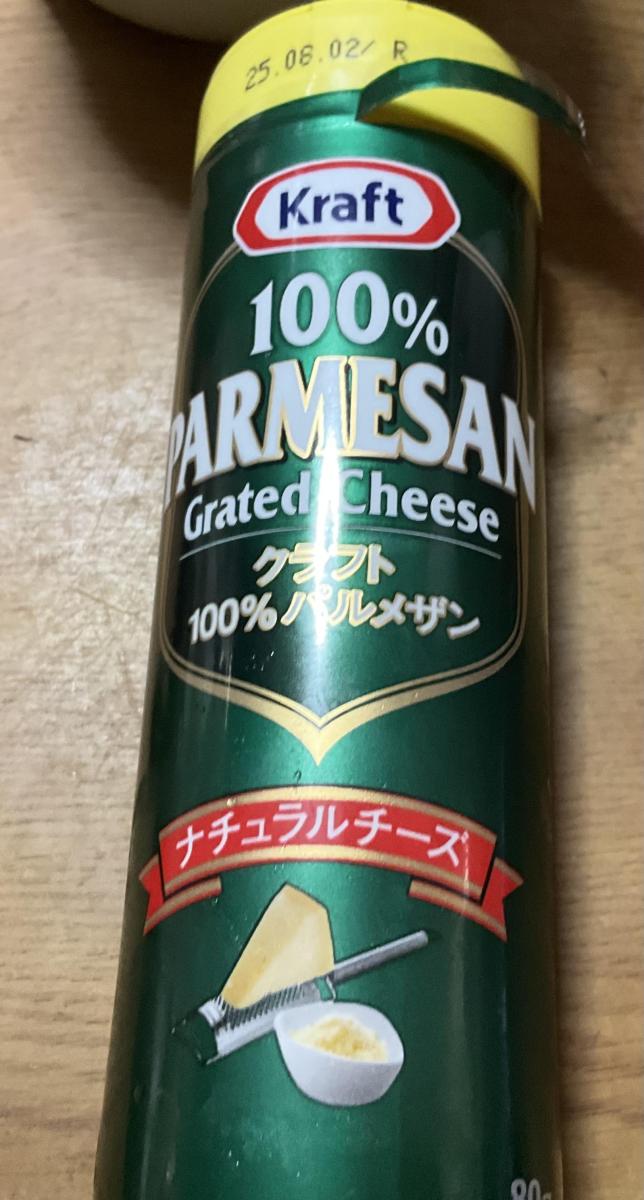 25.08.02/ R
Kraft
100%
PARMESAN
Grated Cheese
クラフト
100%パルメザン
ナチュラルチーズ
80